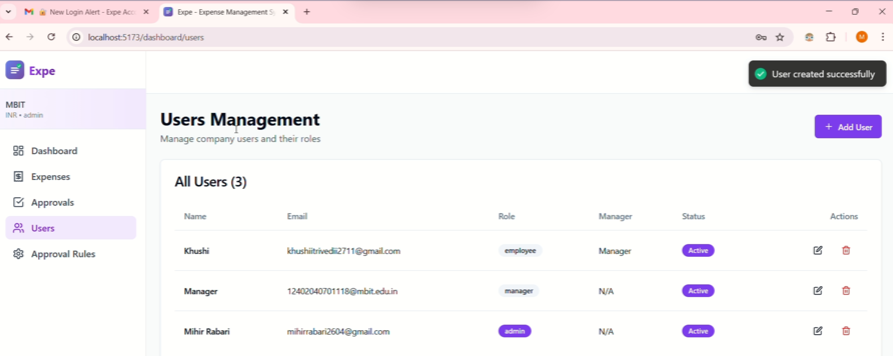 New Login Alert - Expe Acc
Expe - Expense Management S
localhost:5173/dashboard/users
M
Expe
User created successfully
MBIT
INR • admin
Users Management
Manage company users and their roles
+ Add User
Dashboard
Expenses
Approvals
Users
Approval Rules
All Users (3)
Name Email Role Manager Status Actions
Khushi khushiitrivedii2711@gmail.com employee Manager Active
Manager 12402040701118@mbit.edu.in manager N/A Active
Mihir Rabari mihirrabari2604@gmail.com admin N/A Active